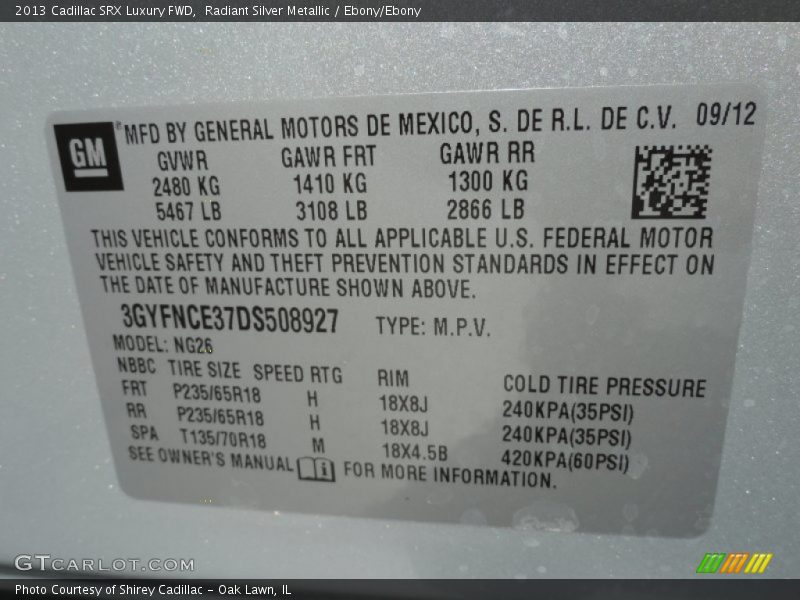 2013 Cadillac SRX Luxury FWD,  Radiant Silver Metallic / Ebony/Ebony
GM
® MFD BY GENERAL MOTORS DE MEXICO, S. DE R.L. DE C.V. 09/12
GVWR GAWR FRT GAWR RR
2480 KG 1410 KG 1300 KG
5467 LB 3108 LB 2866 LB
THIS VEHICLE CONFORMS TO ALL APPLICABLE U.S. FEDERAL MOTOR
VEHICLE SAFETY AND THEFT PREVENTION STANDARDS IN EFFECT ON
THE DATE OF MANUFACTURE SHOWN ABOVE.
3GYFNCE37DS508927 TYPE: M.P.V.
MODEL: NG26
NBBC TIRE SIZE SPEED RTG RIM COLD TIRE PRESSURE
FRT P235/65R18 H 18X8J 240KPA(35PSI)
RR P235/65R18 H 18X8J 240KPA(35PSI)
SPA T135/70R18 M 18X4.5B 420KPA(60PSI)
SEE OWNER'S MANUAL i FOR MORE INFORMATION.
GTCARLOT.COM
Photo Courtesy of Shirey Cadillac - Oak Lawn, IL